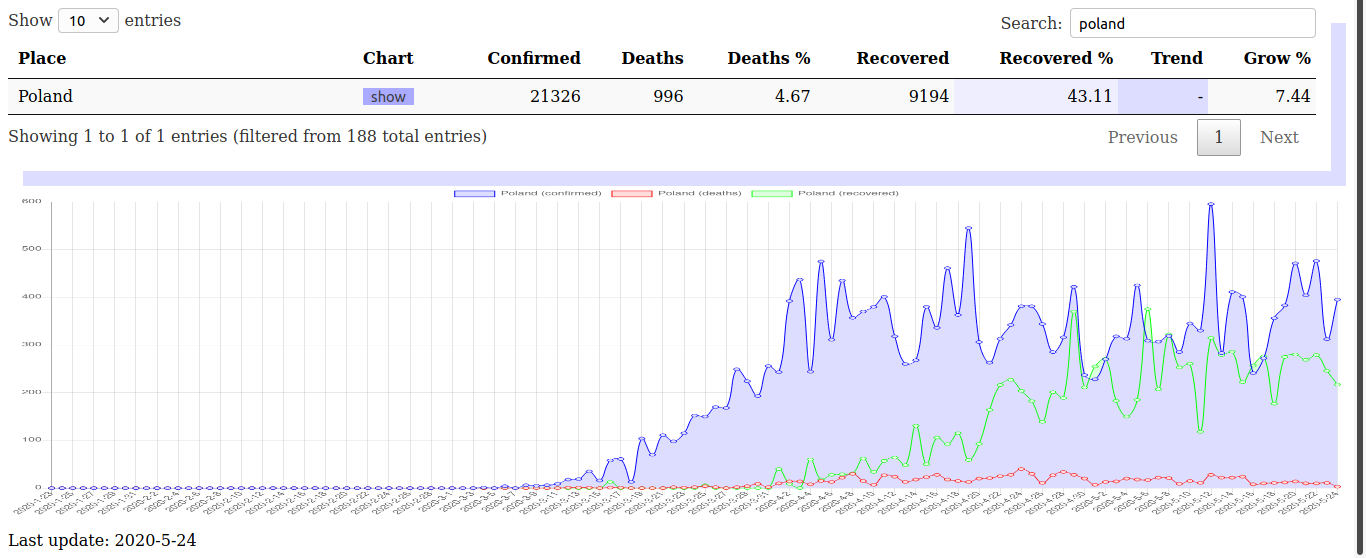 Show 10 entries Search: poland
Place Chart Confirmed Deaths Deaths % Recovered Recovered % Trend Grow %
Poland show 21326 996 4.67 9194 43.11 - 7.44
Showing 1 to 1 of 1 entries (filtered from 188 total entries) Previous 1 Next
Poland (confirmed) Poland (deaths) Poland (recovered)
600
500
400
300
200
100
0
2020-1-23 2020-1-25 2020-1-27 2020-1-29 2020-1-31 2020-2-2 2020-2-4 2020-2-6 2020-2-8 2020-2-10 2020-2-12 2020-2-14 2020-2-16 2020-2-18 2020-2-20 2020-2-22 2020-2-24 2020-2-26 2020-2-28 2020-3-1 2020-3-3 2020-3-5 2020-3-7 2020-3-9 2020-3-11 2020-3-13 2020-3-15 2020-3-17 2020-3-19 2020-3-21 2020-3-23 2020-3-25 2020-3-27 2020-3-29 2020-3-31 2020-4-2 2020-4-4 2020-4-6 2020-4-8 2020-4-10 2020-4-12 2020-4-14 2020-4-16 2020-4-18 2020-4-20 2020-4-22 2020-4-24 2020-4-26 2020-4-28 2020-4-30 2020-5-2 2020-5-4 2020-5-6 2020-5-8 2020-5-10 2020-5-12 2020-5-14 2020-5-16 2020-5-18 2020-5-20 2020-5-22 2020-5-24
Last update: 2020-5-24